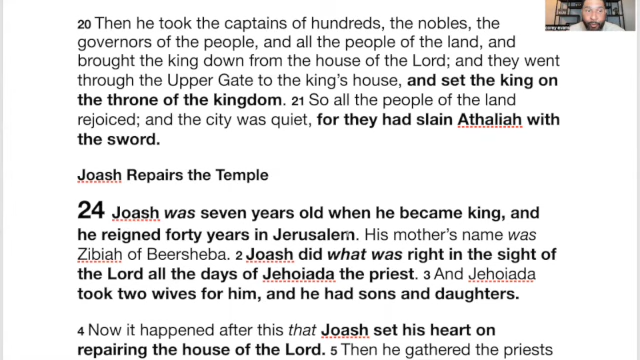 20 Then he took the captains of hundreds, the nobles, the
governors of the people, and all the people of the land, and
brought the king down from the house of the Lord; and they went
through the Upper Gate to the king's house, and set the king on
the throne of the kingdom. 21 So all the people of the land
rejoiced; and the city was quiet, for they had slain Athaliah with
the sword.
Joash Repairs the Temple
24 Joash was seven years old when he became king, and
he reigned forty years in Jerusalem. His mother's name was
Zibiah of Beersheba. 2 Joash did what was right in the sight of
the Lord all the days of Jehoiada the priest. 3 And Jehoiada
took two wives for him, and he had sons and daughters.
4 Now it happened after this that Joash set his heart on
repairing the house of the Lord. 5 Then he gathered the priests